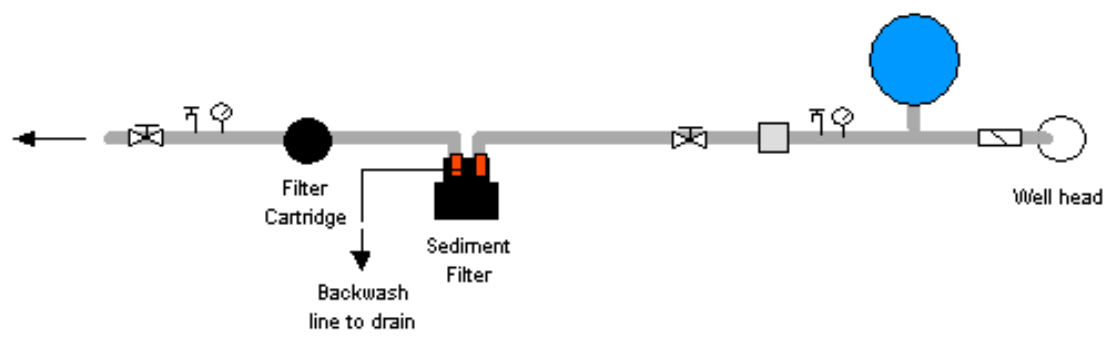 Filter
Cartridge
Sediment
Filter
Backwash
line to drain
Well head